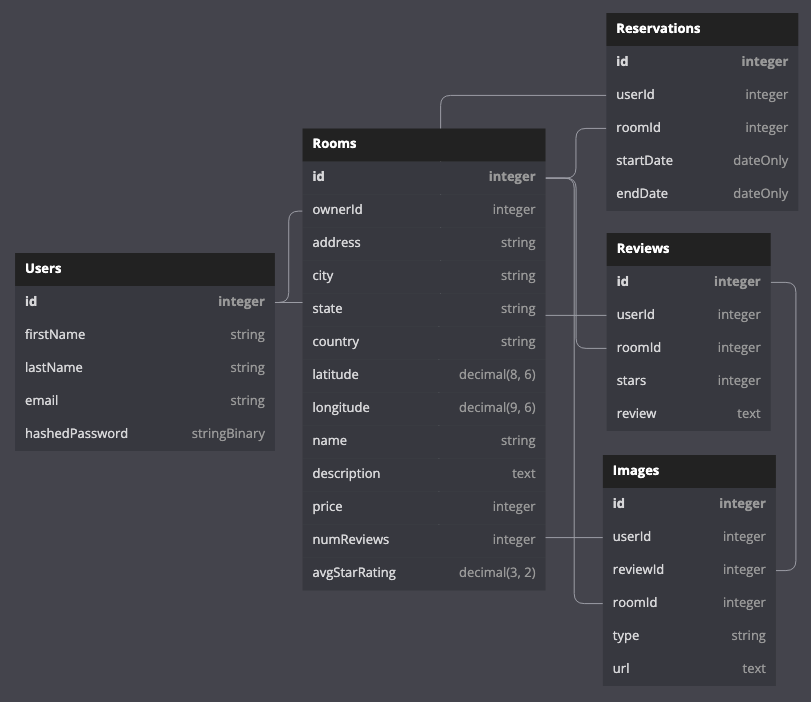 Users
id integer
firstName string
lastName string
email string
hashedPassword stringBinary
Rooms
id integer
ownerId integer
address string
city string
state string
country string
latitude decimal(8, 6)
longitude decimal(9, 6)
name string
description text
price integer
numReviews integer
avgStarRating decimal(3, 2)
Reservations
id integer
userId integer
roomId integer
startDate dateOnly
endDate dateOnly
Reviews
id integer
userId integer
roomId integer
stars integer
review text
Images
id integer
userId integer
reviewId integer
roomId integer
type string
url text